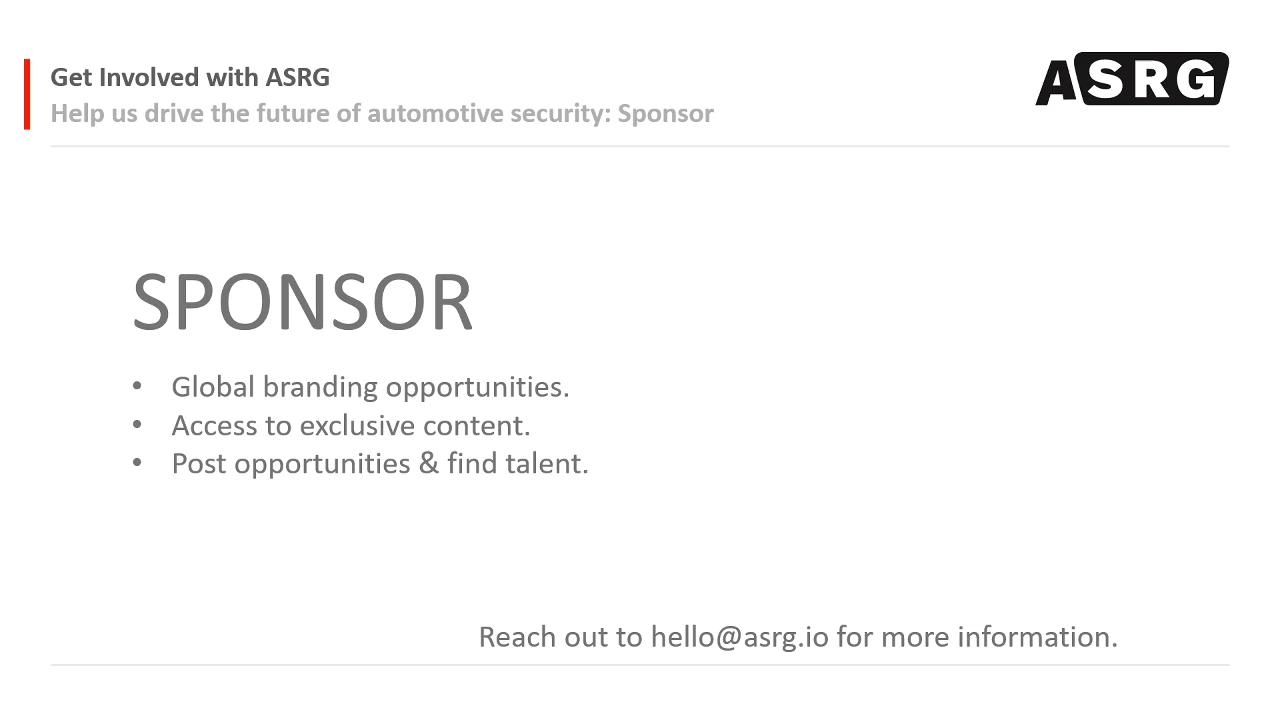 Get Involved with ASRG
Help us drive the future of automotive security: Sponsor
ASRG
SPONSOR
• Global branding opportunities.
• Access to exclusive content.
• Post opportunities & find talent.
Reach out to hello@asrg.io for more information.